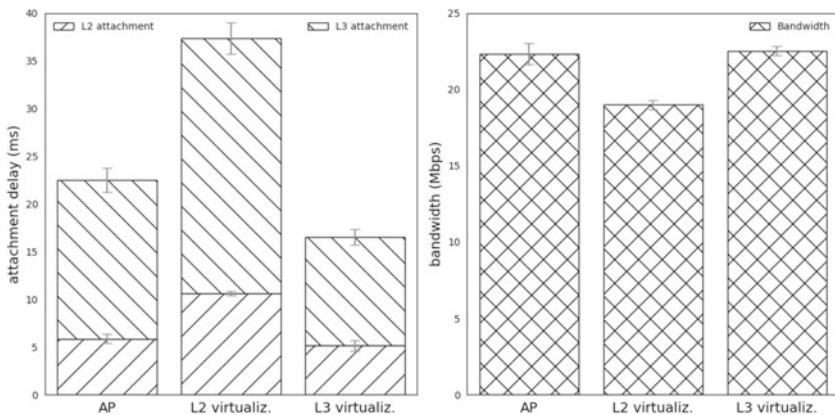 40
35
30
25
20
15
10
5
0
attachment delay (ms)
L2 attachment
L3 attachment
AP
L2 virtualiz.
L3 virtualiz.
25
20
15
10
5
0
bandwidth (Mbps)
Bandwidth
AP
L2 virtualiz.
L3 virtualiz.